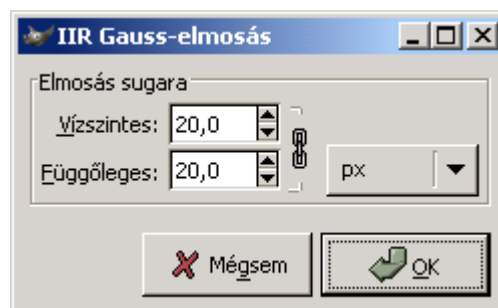 IIR Gauss-elmosás
Elmosás sugara
Vízszintes: 20,0
Függőleges: 20,0
px
Mégsem
OK